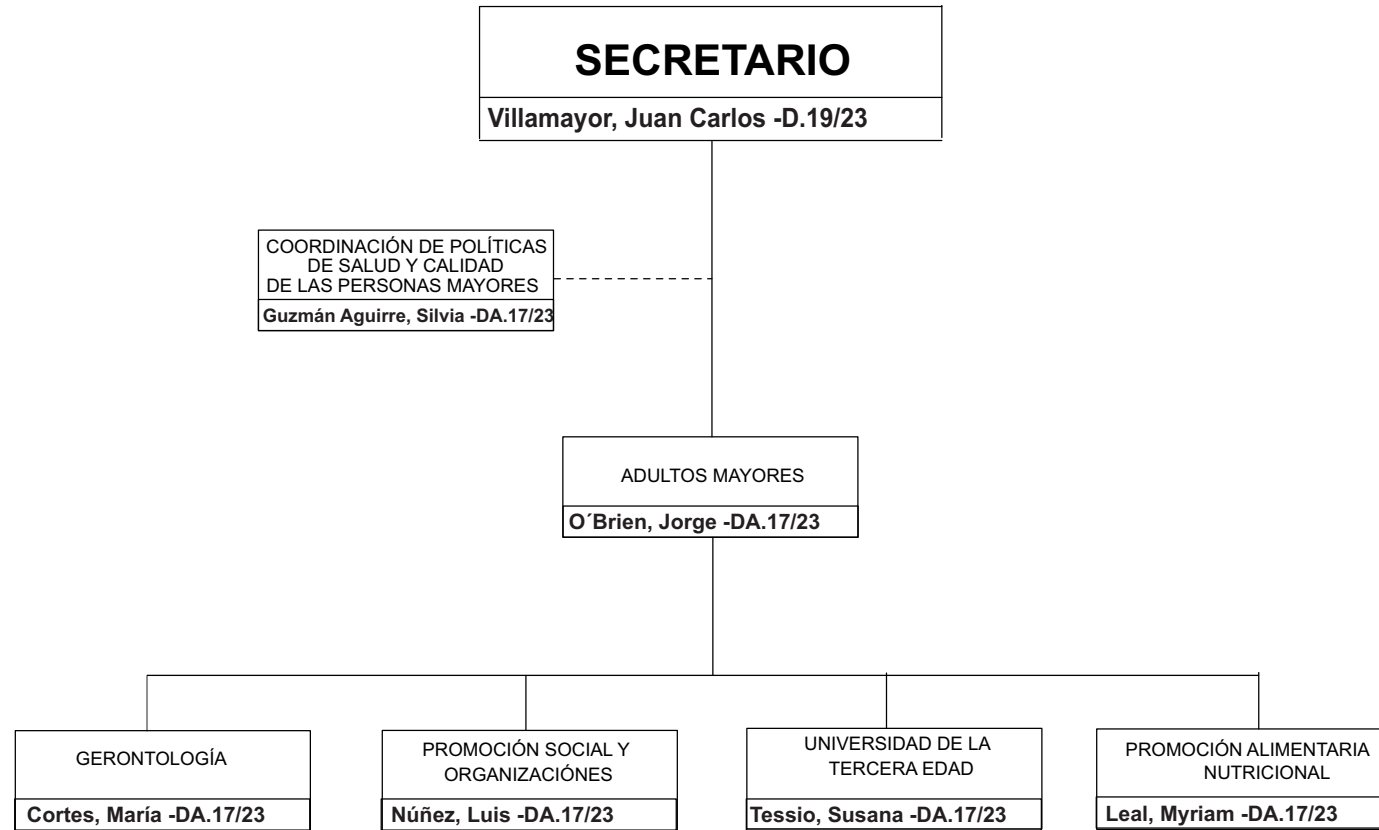 SECRETARIO
Villamayor, Juan Carlos -D.19/23
COORDINACIÓN DE POLÍTICAS
DE SALUD Y CALIDAD
DE LAS PERSONAS MAYORES
Guzmán Aguirre, Silvia -DA.17/23
ADULTOS MAYORES
O´Brien, Jorge -DA.17/23
GERONTOLOGÍA
Cortes, María -DA.17/23
PROMOCIÓN SOCIAL Y
ORGANIZACIÓNES
Núñez, Luis -DA.17/23
UNIVERSIDAD DE LA
TERCERA EDAD
Tessio, Susana -DA.17/23
PROMOCIÓN ALIMENTARIA
NUTRICIONAL
Leal, Myriam -DA.17/23